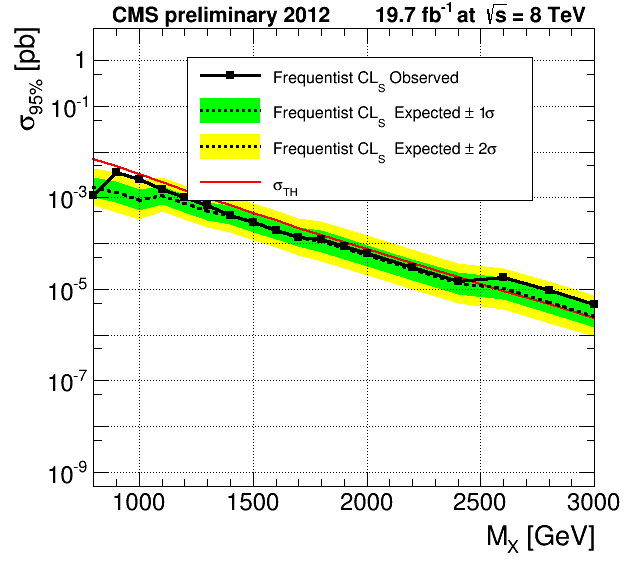 CMS preliminary 2012 19.7 fb⁻¹ at √s = 8 TeV
σ95% [pb]
Frequentist CLS Observed
Frequentist CLS Expected ± 1σ
Frequentist CLS Expected ± 2σ
σTH
1
10⁻¹
10⁻³
10⁻⁵
10⁻⁷
10⁻⁹
1000 1500 2000 2500 3000
MX [GeV]